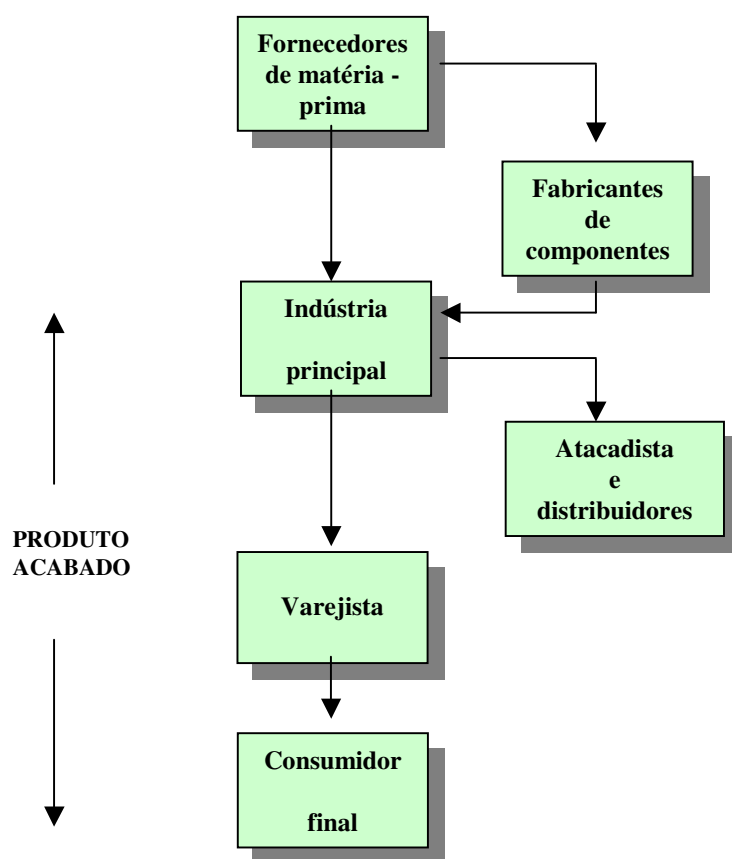 Fornecedores
de matéria -
prima
Fabricantes
de
componentes
Indústria
principal
Atacadista
e
distribuidores
PRODUTO
ACABADO
Varejista
Consumidor
final